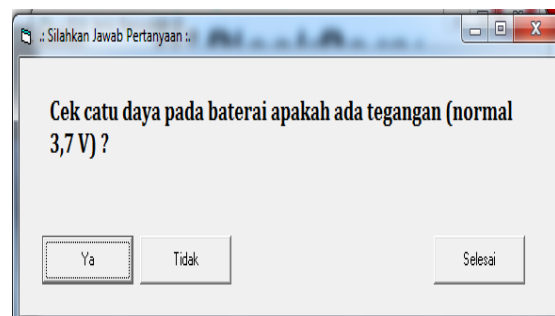 .: Silahkan Jawab Pertanyaan :.
Cek catu daya pada baterai apakah ada tegangan (normal
3,7 V) ?
Ya
Tidak
Selesai